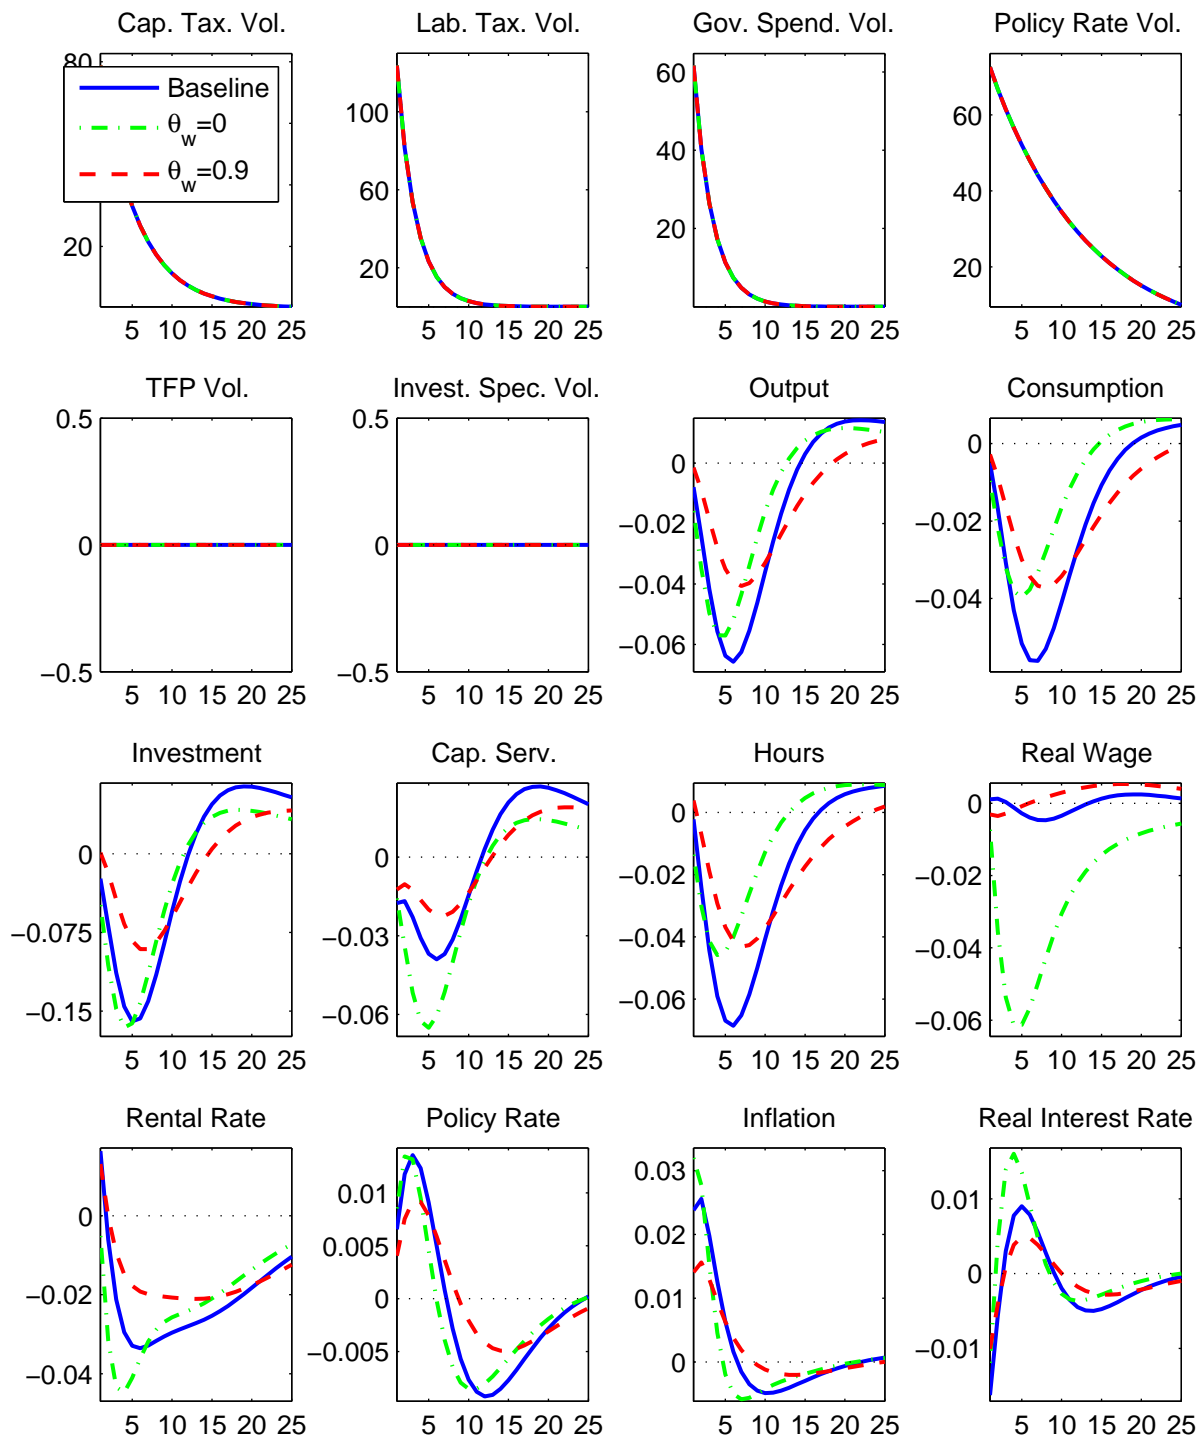 Cap. Tax. Vol.
Lab. Tax. Vol.
Gov. Spend. Vol.
Policy Rate Vol.
80
20
5 10 15 20 25
Baseline
θ_w=0
θ_w=0.9
100
60
20
5 10 15 20 25
60
40
20
5 10 15 20 25
60
40
20
5 10 15 20 25
TFP Vol.
Invest. Spec. Vol.
Output
Consumption
0.5
0
−0.5
5 10 15 20 25
0.5
0
−0.5
5 10 15 20 25
0
−0.02
−0.04
−0.06
5 10 15 20 25
0
−0.02
−0.04
5 10 15 20 25
Investment
Cap. Serv.
Hours
Real Wage
0
−0.075
−0.15
5 10 15 20 25
0
−0.03
−0.06
5 10 15 20 25
0
−0.02
−0.04
−0.06
5 10 15 20 25
0
−0.02
−0.04
−0.06
5 10 15 20 25
Rental Rate
Policy Rate
Inflation
Real Interest Rate
0
−0.02
−0.04
5 10 15 20 25
0.01
0.005
0
−0.005
5 10 15 20 25
0.03
0.02
0.01
0
5 10 15 20 25
0.01
0
−0.01
5 10 15 20 25